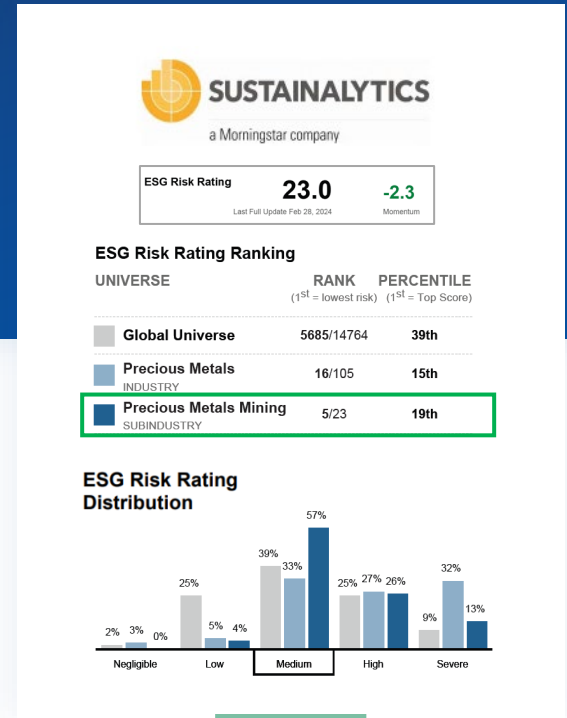 SUSTAINALYTICS
a Morningstar company
ESG Risk Rating 23.0 -2.3
Last Full Update Feb 28, 2024 Momentum
ESG Risk Rating Ranking
UNIVERSE RANK PERCENTILE
(1st = lowest risk) (1st = Top Score)
Global Universe 5685/14764 39th
Precious Metals 16/105 15th
INDUSTRY
Precious Metals Mining 5/23 19th
SUBINDUSTRY
ESG Risk Rating
Distribution
2% 3% 0% 25% 5% 4% 39% 33% 57% 25% 27% 26% 9% 32% 13%
Negligible Low Medium High Severe